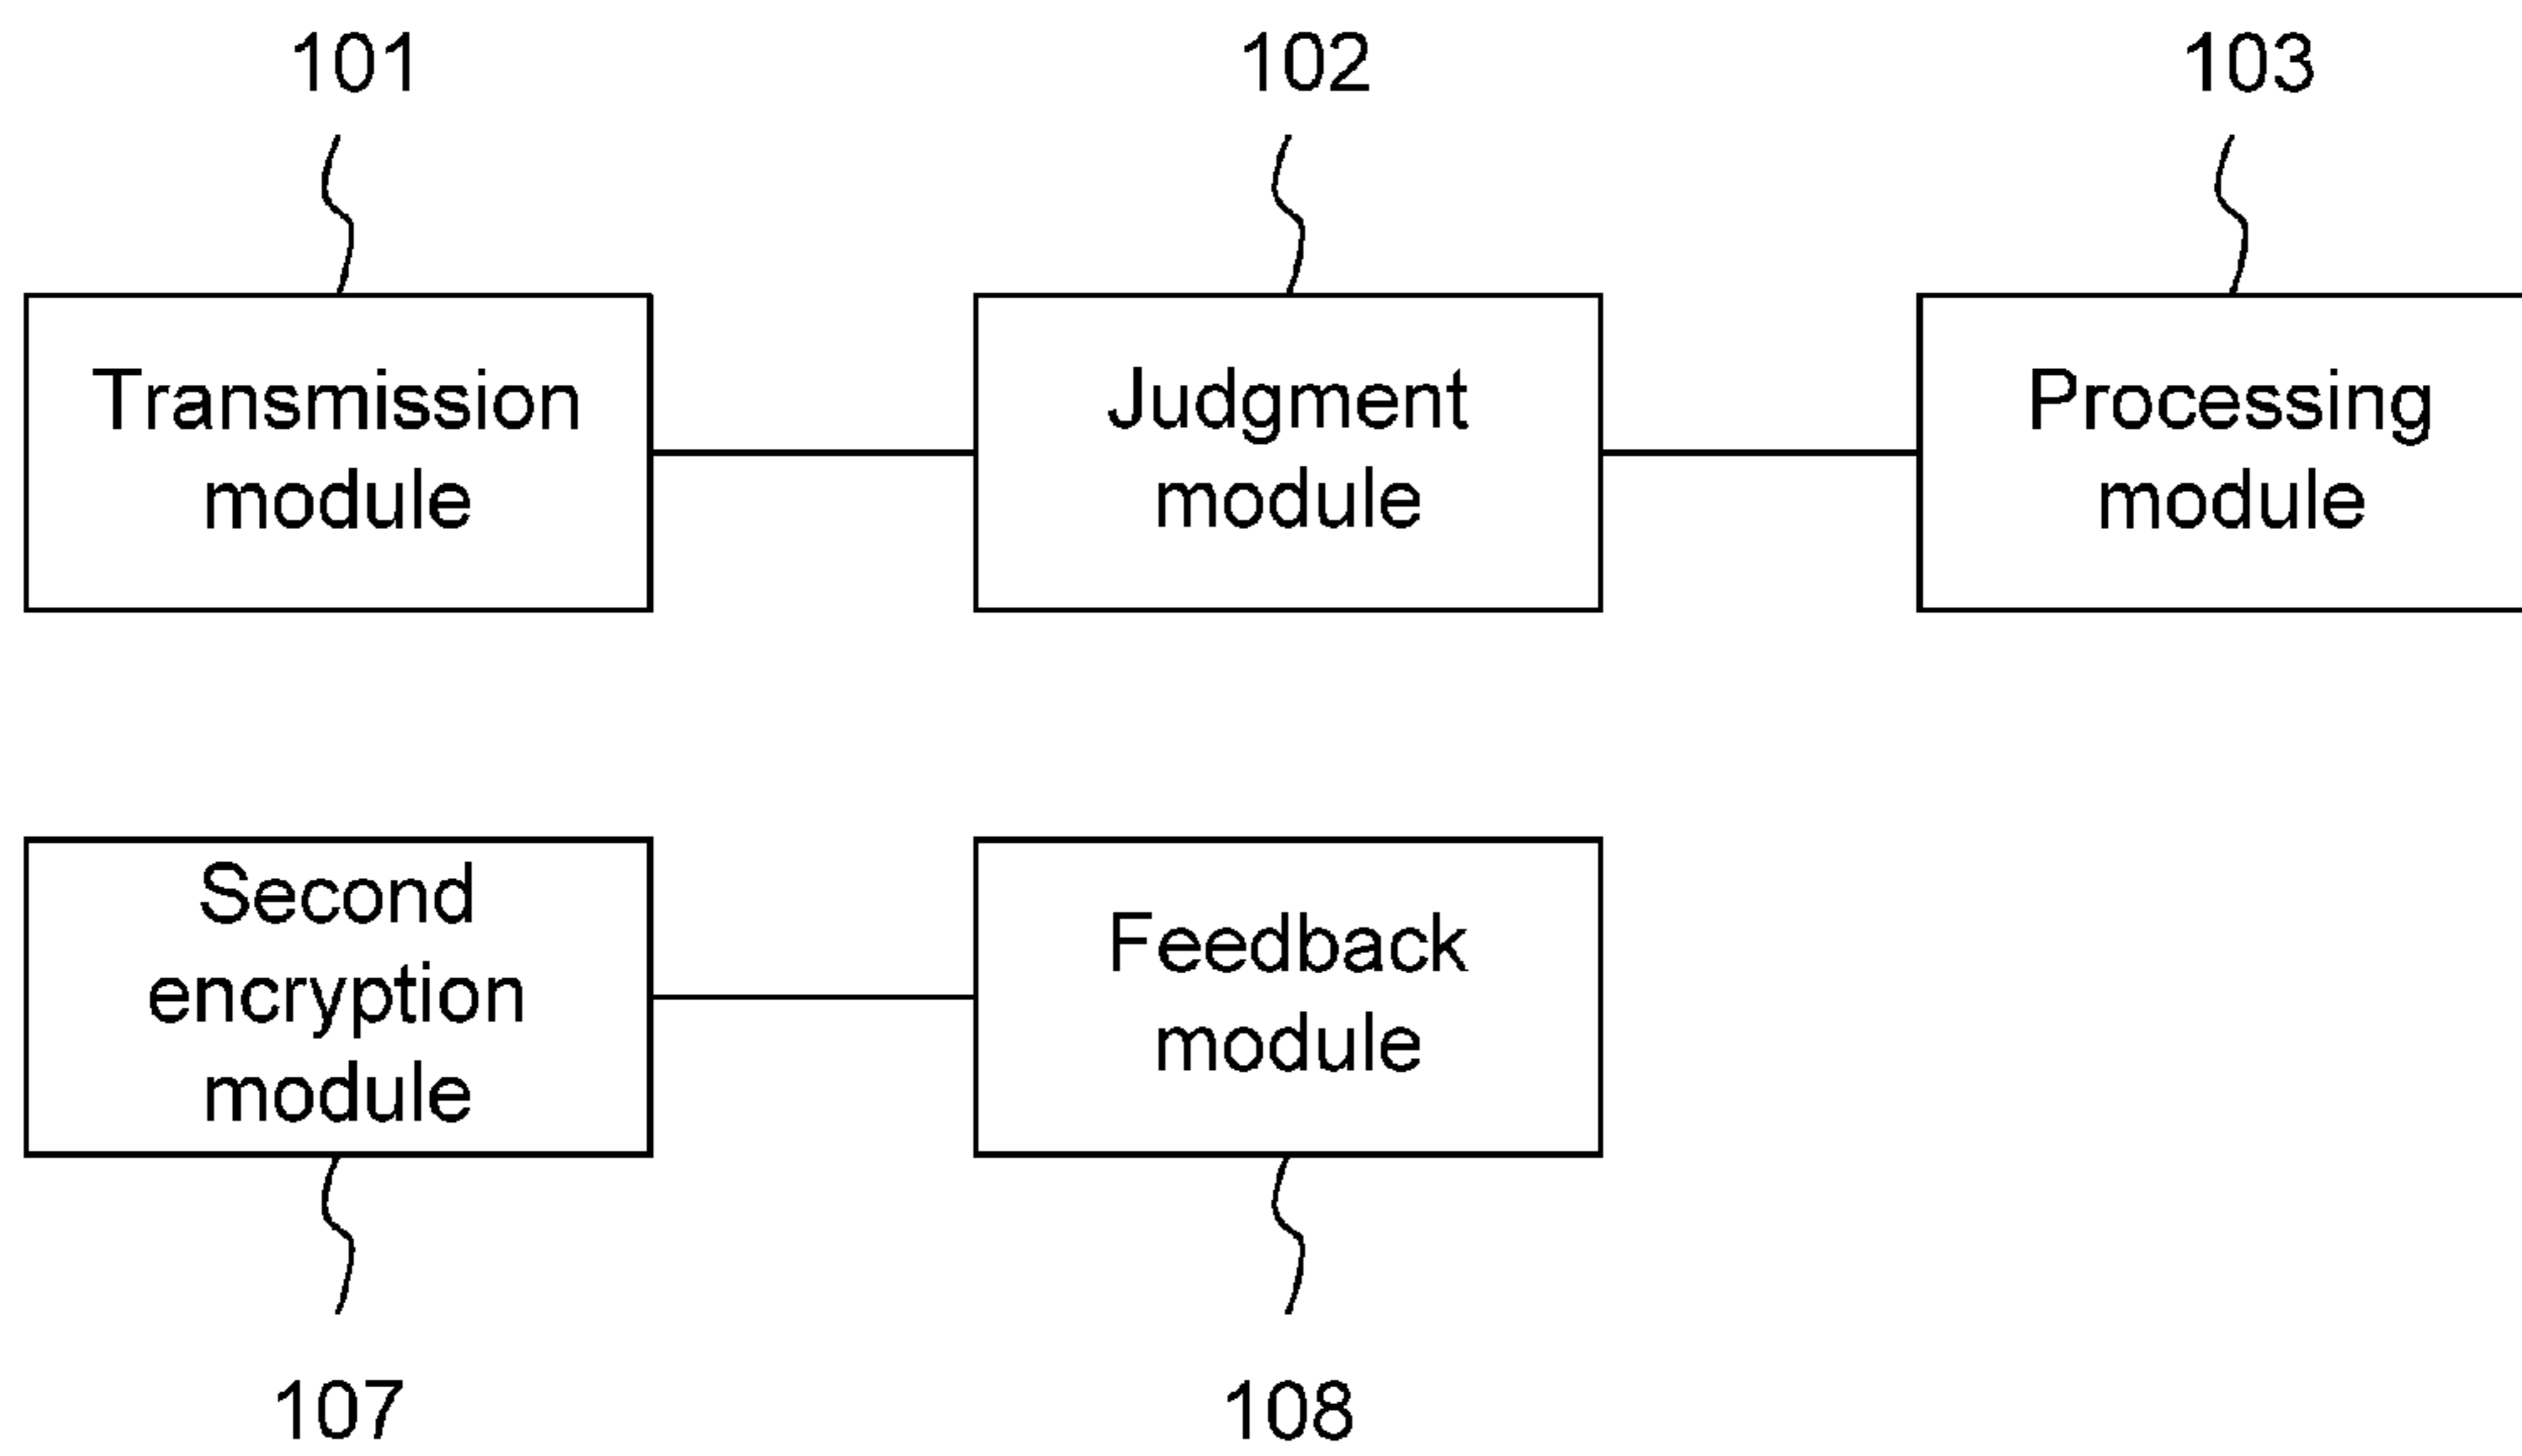 101
102
103
Transmission
module
Judgment
module
Processing
module
Second
encryption
module
Feedback
module
107
108